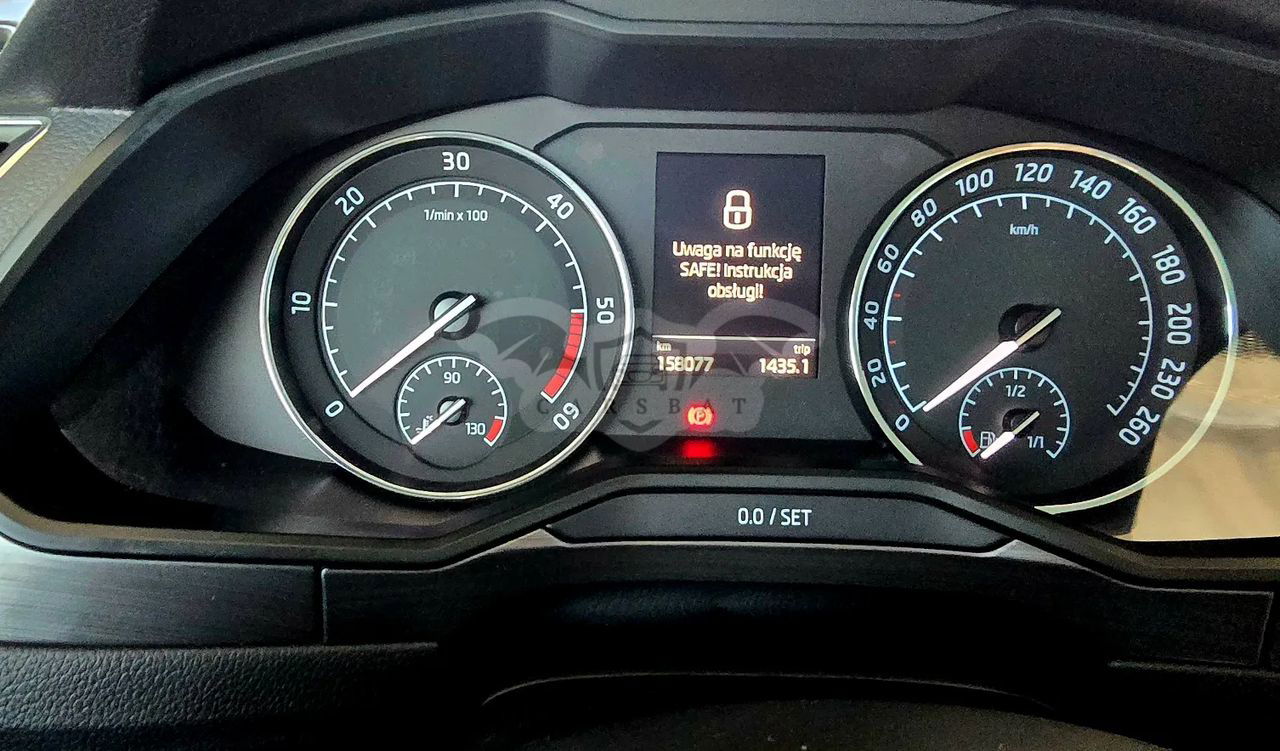 30
20
40
1/min x 100
10
50
0
60
90
130
Uwaga na funkcję
SAFE! Instrukcja
obsługi!
km
trip
158077
1435.1
(P)
CARSBAT
0.0 / SET
120
100
140
80
160
km/h
60
180
40
200
20
230
0
260
1/2
1/1